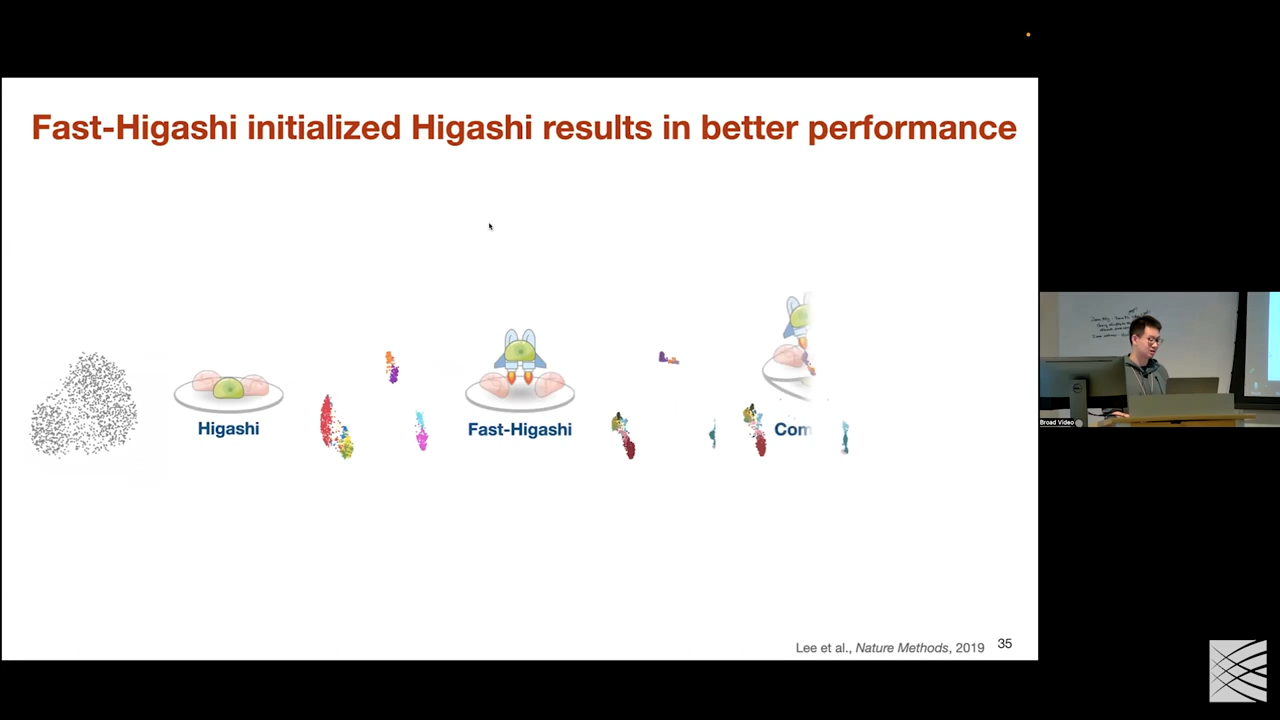 Fast-Higashi initialized Higashi results in better performance
Higashi
Fast-Higashi
Com
Lee et al., Nature Methods, 2019
35
Broad Video